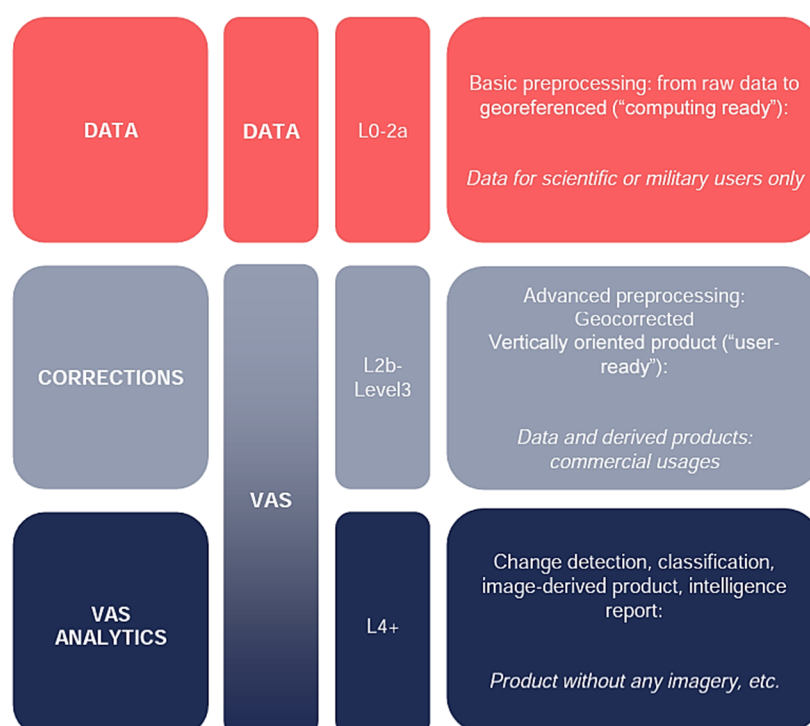 DATA
DATA
L0-2a
Basic preprocessing: from raw data to
georeferenced (“computing ready”):
Data for scientific or military users only
CORRECTIONS
VAS
L2b-
Level3
Advanced preprocessing:
Geocorrected
Vertically oriented product (“user-
ready”):
Data and derived products:
commercial usages
VAS
ANALYTICS
L4+
Change detection, classification,
image-derived product, intelligence
report:
Product without any imagery, etc.